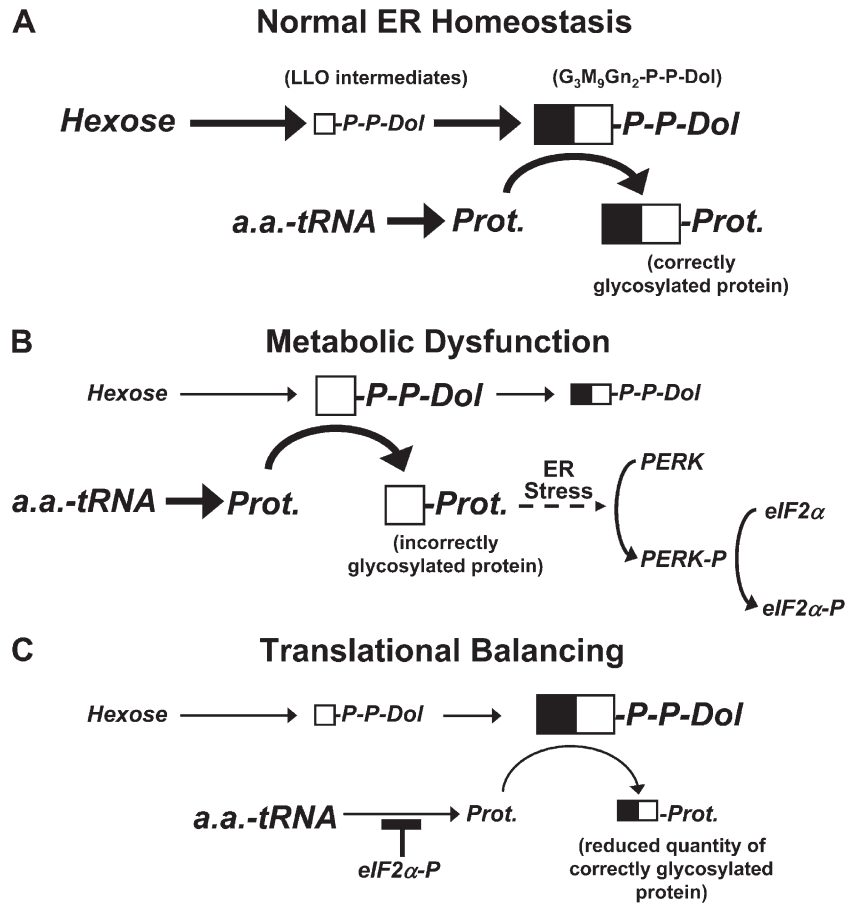 A
Normal ER Homeostasis
(LLO intermediates)
(G3M9Gn2-P-P-Dol)
Hexose
-P-P-Dol
-P-P-Dol
a.a.-tRNA
Prot.
-Prot.
(correctly
glycosylated protein)
B
Metabolic Dysfunction
Hexose
-P-P-Dol
-P-P-Dol
a.a.-tRNA
Prot.
-Prot.
(incorrectly
glycosylated protein)
ER
Stress
PERK
PERK-P
eIF2α
eIF2α-P
C
Translational Balancing
Hexose
-P-P-Dol
-P-P-Dol
a.a.-tRNA
Prot.
-Prot.
eIF2α-P
(reduced quantity of
correctly glycosylated
protein)